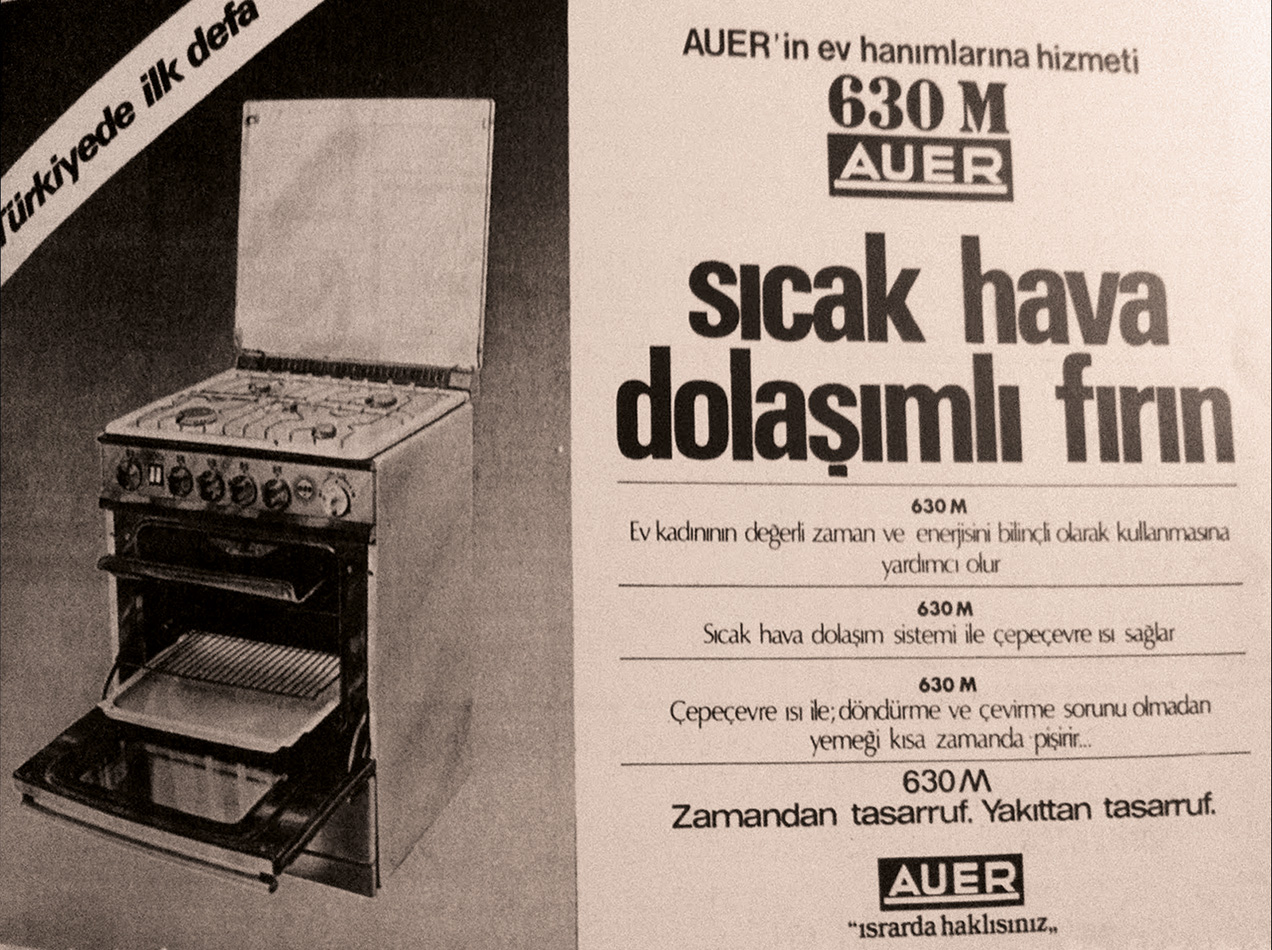 Türkiyede ilk defa
AUER'in ev hanımlarına hizmeti
630 M
AUER
sıcak hava
dolaşımlı fırın
630 M
Ev kadınının değerli zaman ve enerjisini bilinçli olarak kullanmasına
yardımcı olur
630 M
Sıcak hava dolaşım sistemi ile çepeçevre ısı sağlar
630 M
Çepeçevre ısı ile; döndürme ve çevirme sorunu olmadan
yemeği kısa zamanda pişirir...
630 M
Zamandan tasarruf. Yakıttan tasarruf.
AUER
“ısrarda haklısınız„